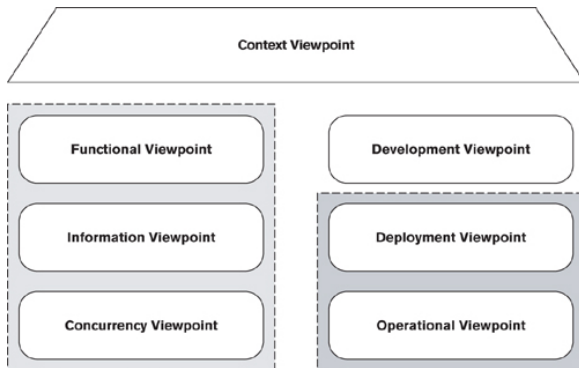 Context Viewpoint
Functional Viewpoint
Development Viewpoint
Information Viewpoint
Deployment Viewpoint
Concurrency Viewpoint
Operational Viewpoint